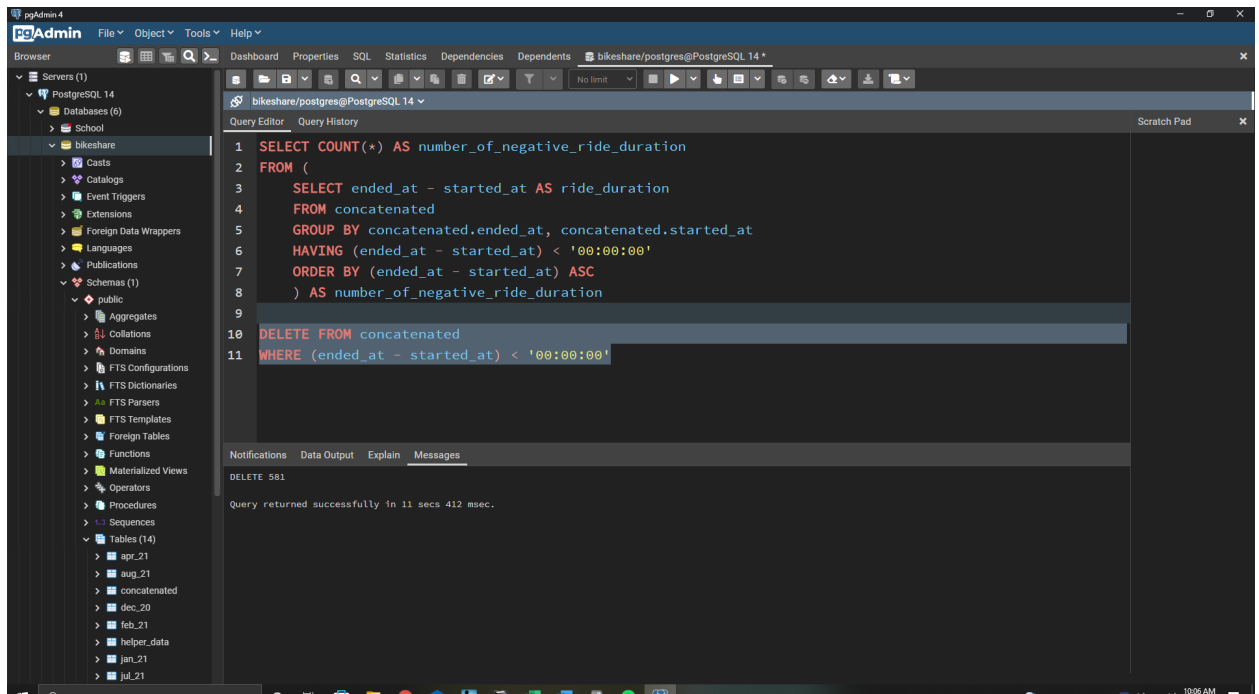 pgAdmin 4
pgAdmin File Object Tools Help
Browser Dashboard Properties SQL Statistics Dependencies Dependents bikeshare/postgres@PostgreSQL 14 *
Servers (1)
PostgreSQL 14
Databases (6)
School
bikeshare
Casts
Catalogs
Event Triggers
Extensions
Foreign Data Wrappers
Languages
Publications
Schemas (1)
public
Aggregates
Collations
Domains
FTS Configurations
FTS Dictionaries
Aa FTS Parsers
FTS Templates
Foreign Tables
Functions
Materialized Views
Operators
Procedures
1..3 Sequences
Tables (14)
apr_21
aug_21
concatenated
dec_20
feb_21
helper_data
jan_21
jul_21
No limit
bikeshare/postgres@PostgreSQL 14
Query Editor Query History Scratch Pad
1 SELECT COUNT(*) AS number_of_negative_ride_duration
2 FROM (
3 SELECT ended_at - started_at AS ride_duration
4 FROM concatenated
5 GROUP BY concatenated.ended_at, concatenated.started_at
6 HAVING (ended_at - started_at) < '00:00:00'
7 ORDER BY (ended_at - started_at) ASC
8 ) AS number_of_negative_ride_duration
9
10 DELETE FROM concatenated
11 WHERE (ended_at - started_at) < '00:00:00'
Notifications Data Output Explain Messages
DELETE 581
Query returned successfully in 11 secs 412 msec.
10:06 AM